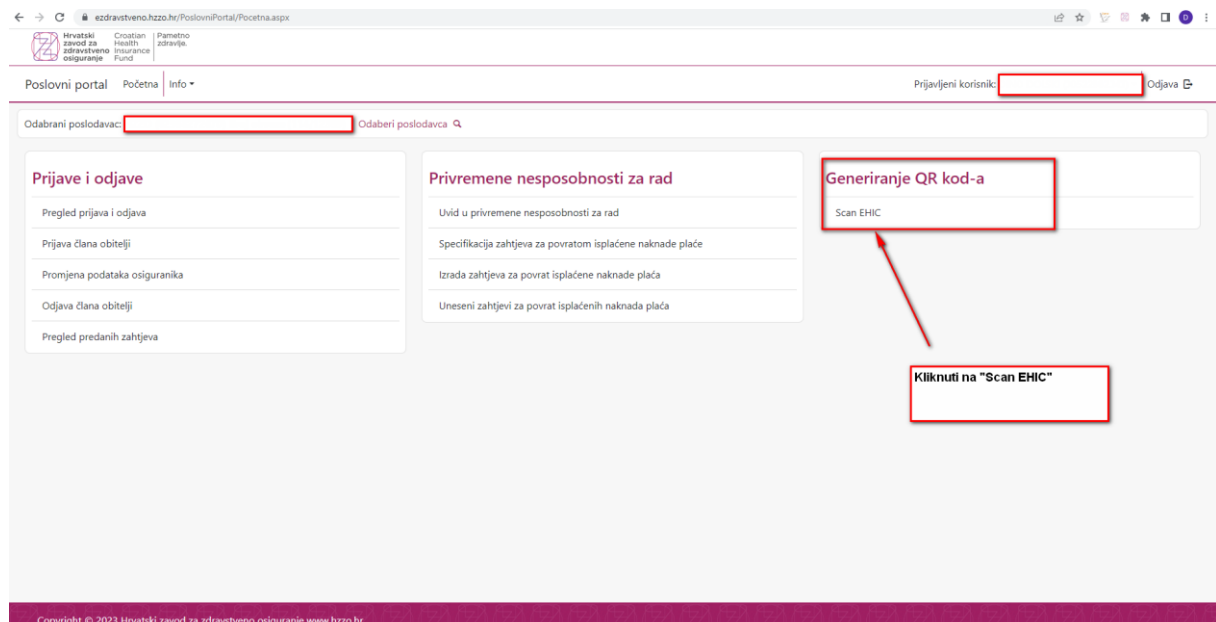 ezdravstveno.hzzo.hr/PoslovniPortal/Pocetna.aspx
D
Hrvatski zavod za zdravstveno osiguranje
Croatian Health Insurance Fund
Pametno zdravlje.
Poslovni portal Početna Info
Prijavljeni korisnik: Odjava
Odabrani poslodavac: Odaberi poslodavca
Prijave i odjave
Pregled prijava i odjava
Prijava člana obitelji
Promjena podataka osiguranika
Odjava člana obitelji
Pregled predanih zahtjeva
Privremene nesposobnosti za rad
Uvid u privremene nesposobnosti za rad
Specifikacija zahtjeva za povratom isplaćene naknade plaće
Izrada zahtjeva za povrat isplaćene naknade plaća
Uneseni zahtjevi za povrat isplaćenih naknada plaća
Generiranje QR kod-a
Scan EHIC
Kliknuti na "Scan EHIC"
Copyright © 2023 Hrvatski zavod za zdravstveno osiguranje www.hzzo.hr